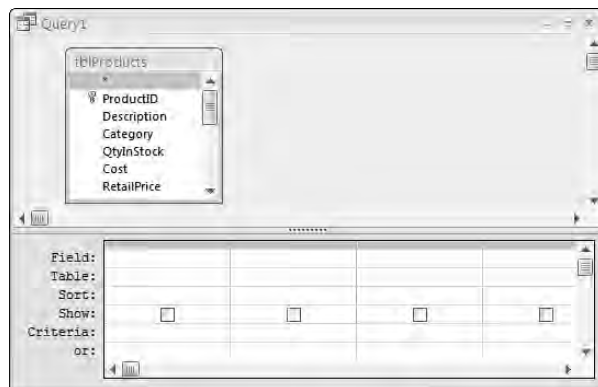 Query1
tblProducts
*
ProductID
Description
Category
QtyInStock
Cost
RetailPrice
Field:
Table:
Sort:
Show:
Criteria:
or: